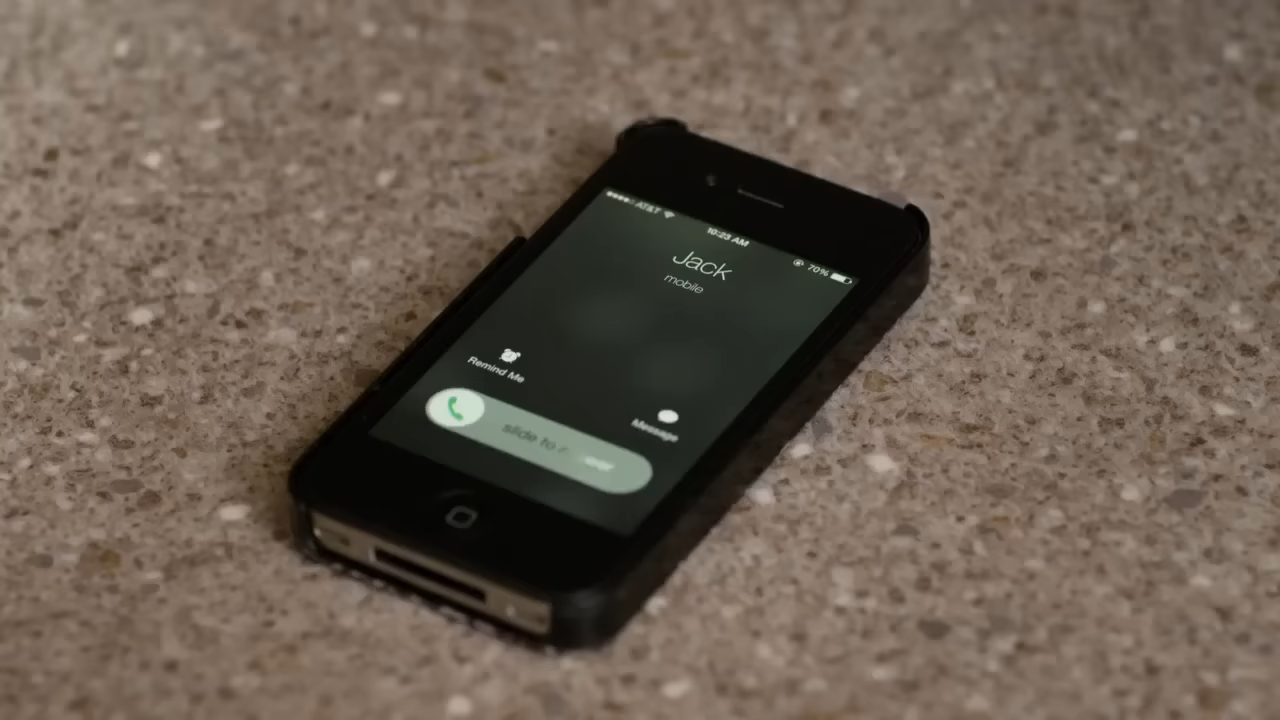 AT&T 10:23 AM 70%
Jack
mobile
Remind Me
Message
slide to